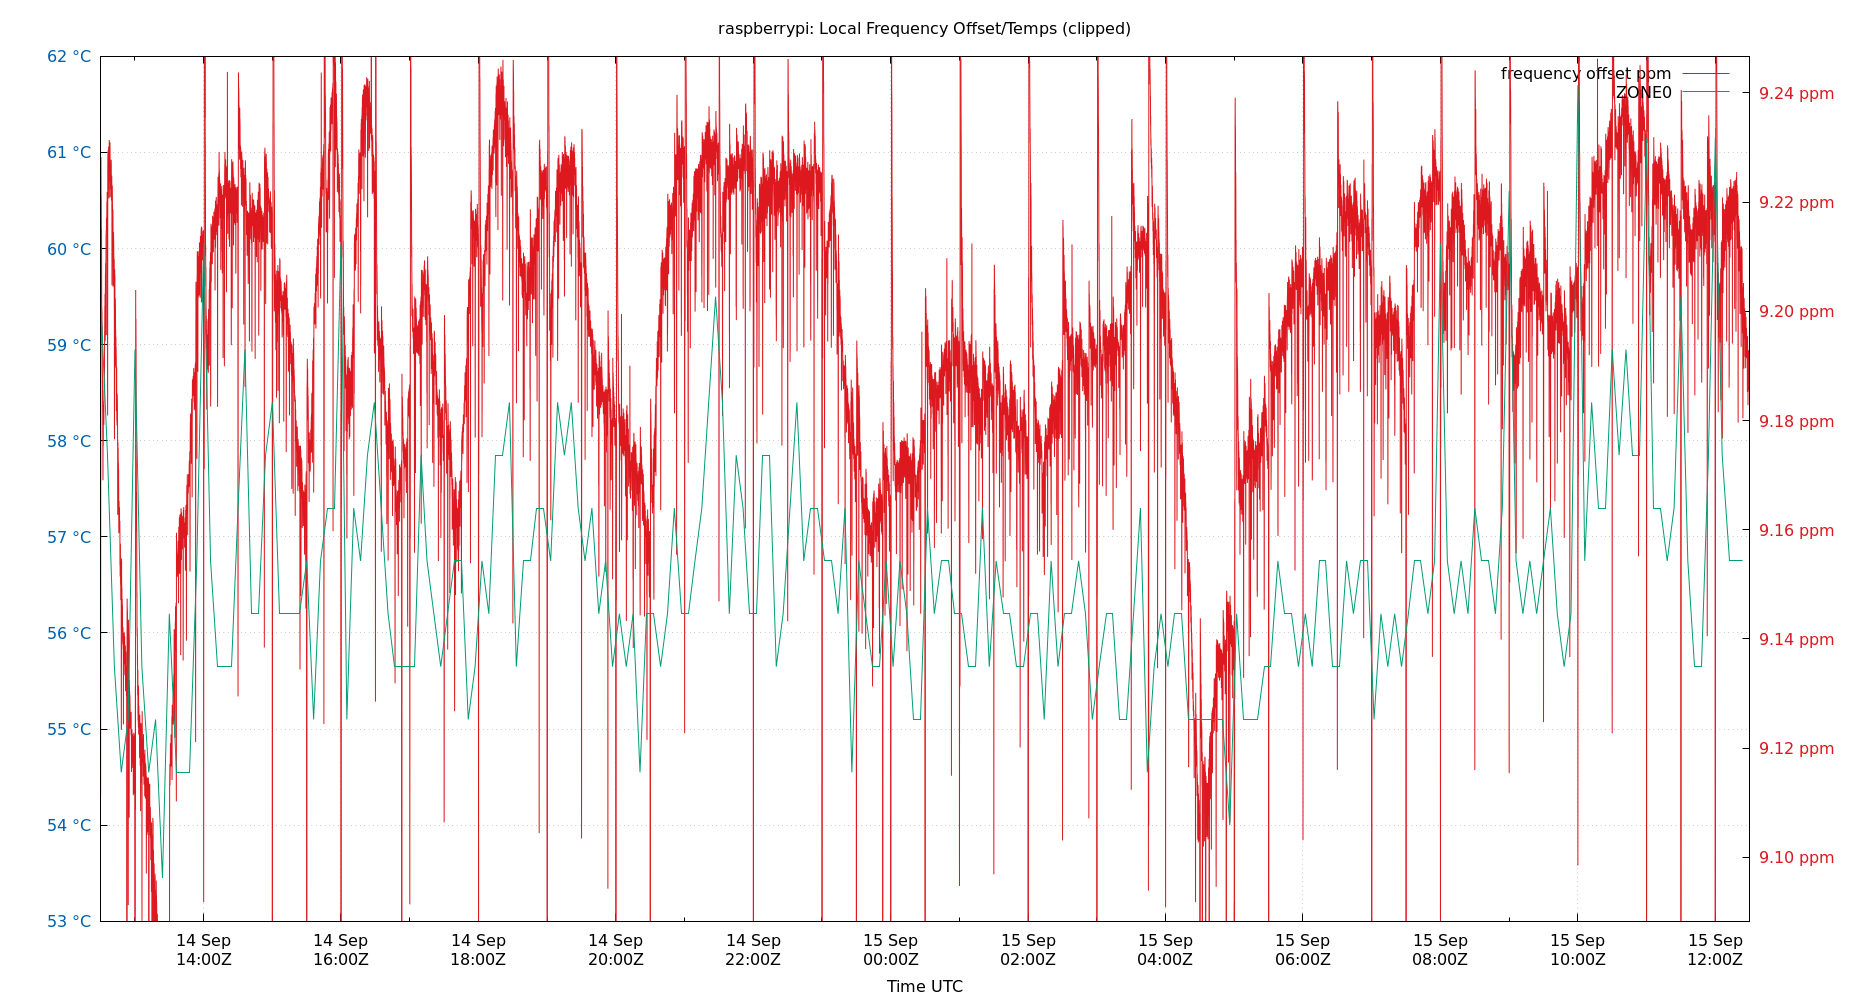 raspberrypi: Local Frequency Offset/Temps (clipped)
62 °C
61 °C
60 °C
59 °C
58 °C
57 °C
56 °C
55 °C
54 °C
53 °C
frequency offset ppm
ZONE0
9.24 ppm
9.22 ppm
9.20 ppm
9.18 ppm
9.16 ppm
9.14 ppm
9.12 ppm
9.10 ppm
14 Sep
14:00Z
14 Sep
16:00Z
14 Sep
18:00Z
14 Sep
20:00Z
14 Sep
22:00Z
15 Sep
00:00Z
15 Sep
02:00Z
15 Sep
04:00Z
15 Sep
06:00Z
15 Sep
08:00Z
15 Sep
10:00Z
15 Sep
12:00Z
Time UTC